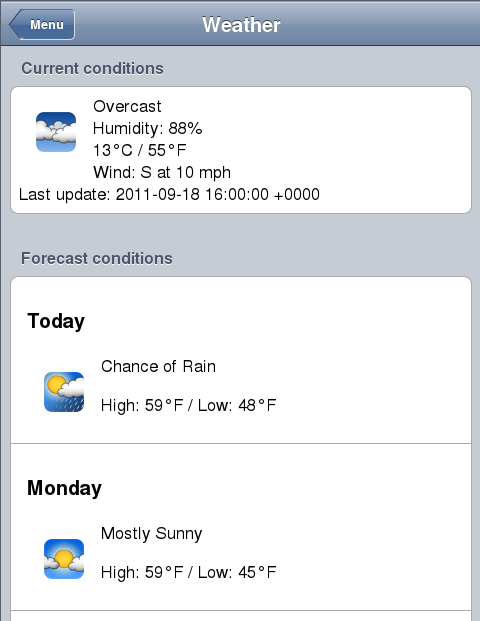 Menu
Weather
Current conditions
Overcast
Humidity: 88%
13°C / 55°F
Wind: S at 10 mph
Last update: 2011-09-18 16:00:00 +0000
Forecast conditions
Today
Chance of Rain
High: 59°F / Low: 48°F
Monday
Mostly Sunny
High: 59°F / Low: 45°F